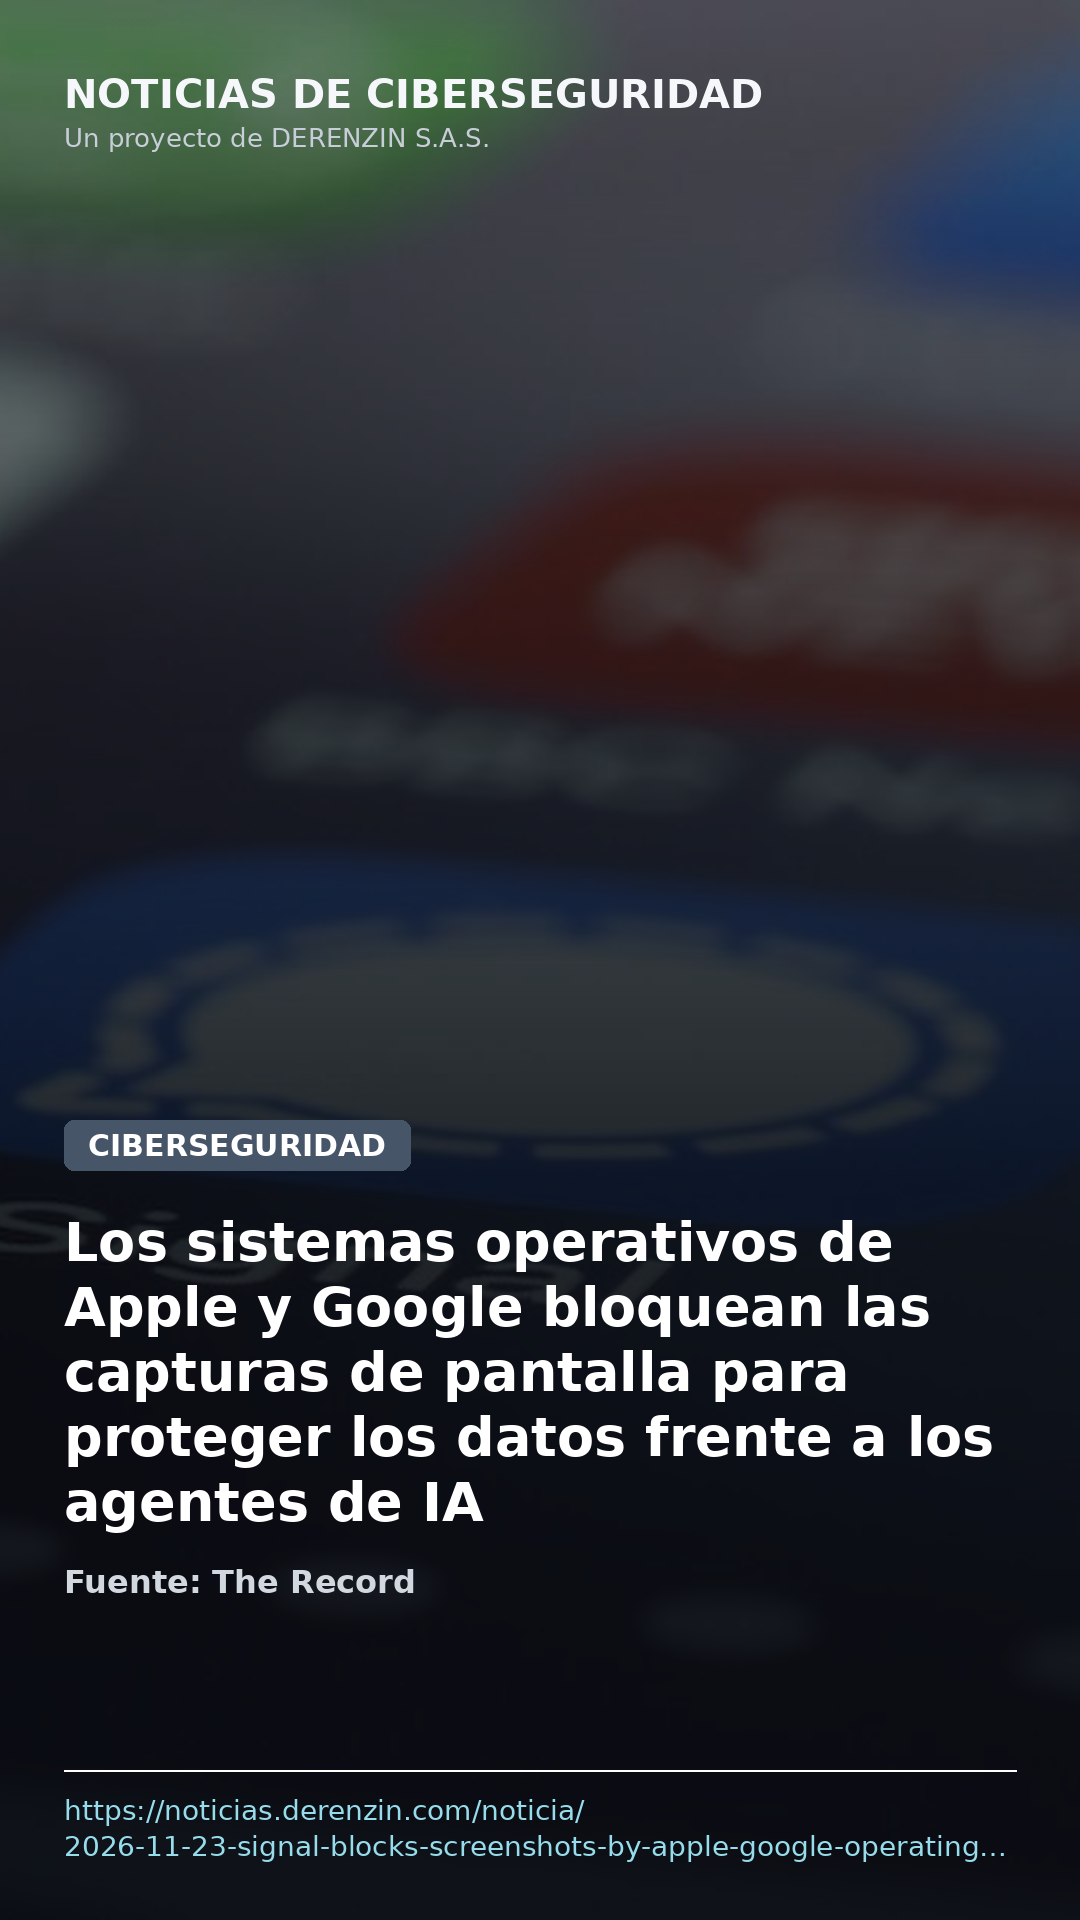 NOTICIAS DE CIBERSEGURIDAD
Un proyecto de DERENZIN S.A.S.
CIBERSEGURIDAD
Signal
Los sistemas operativos de
Apple y Google bloquean las
capturas de pantalla para
proteger los datos frente a los
agentes de IA
Fuente: The Record
https://noticias.derenzin.com/noticia/
2026-11-23-signal-blocks-screenshots-by-apple-google-operating...